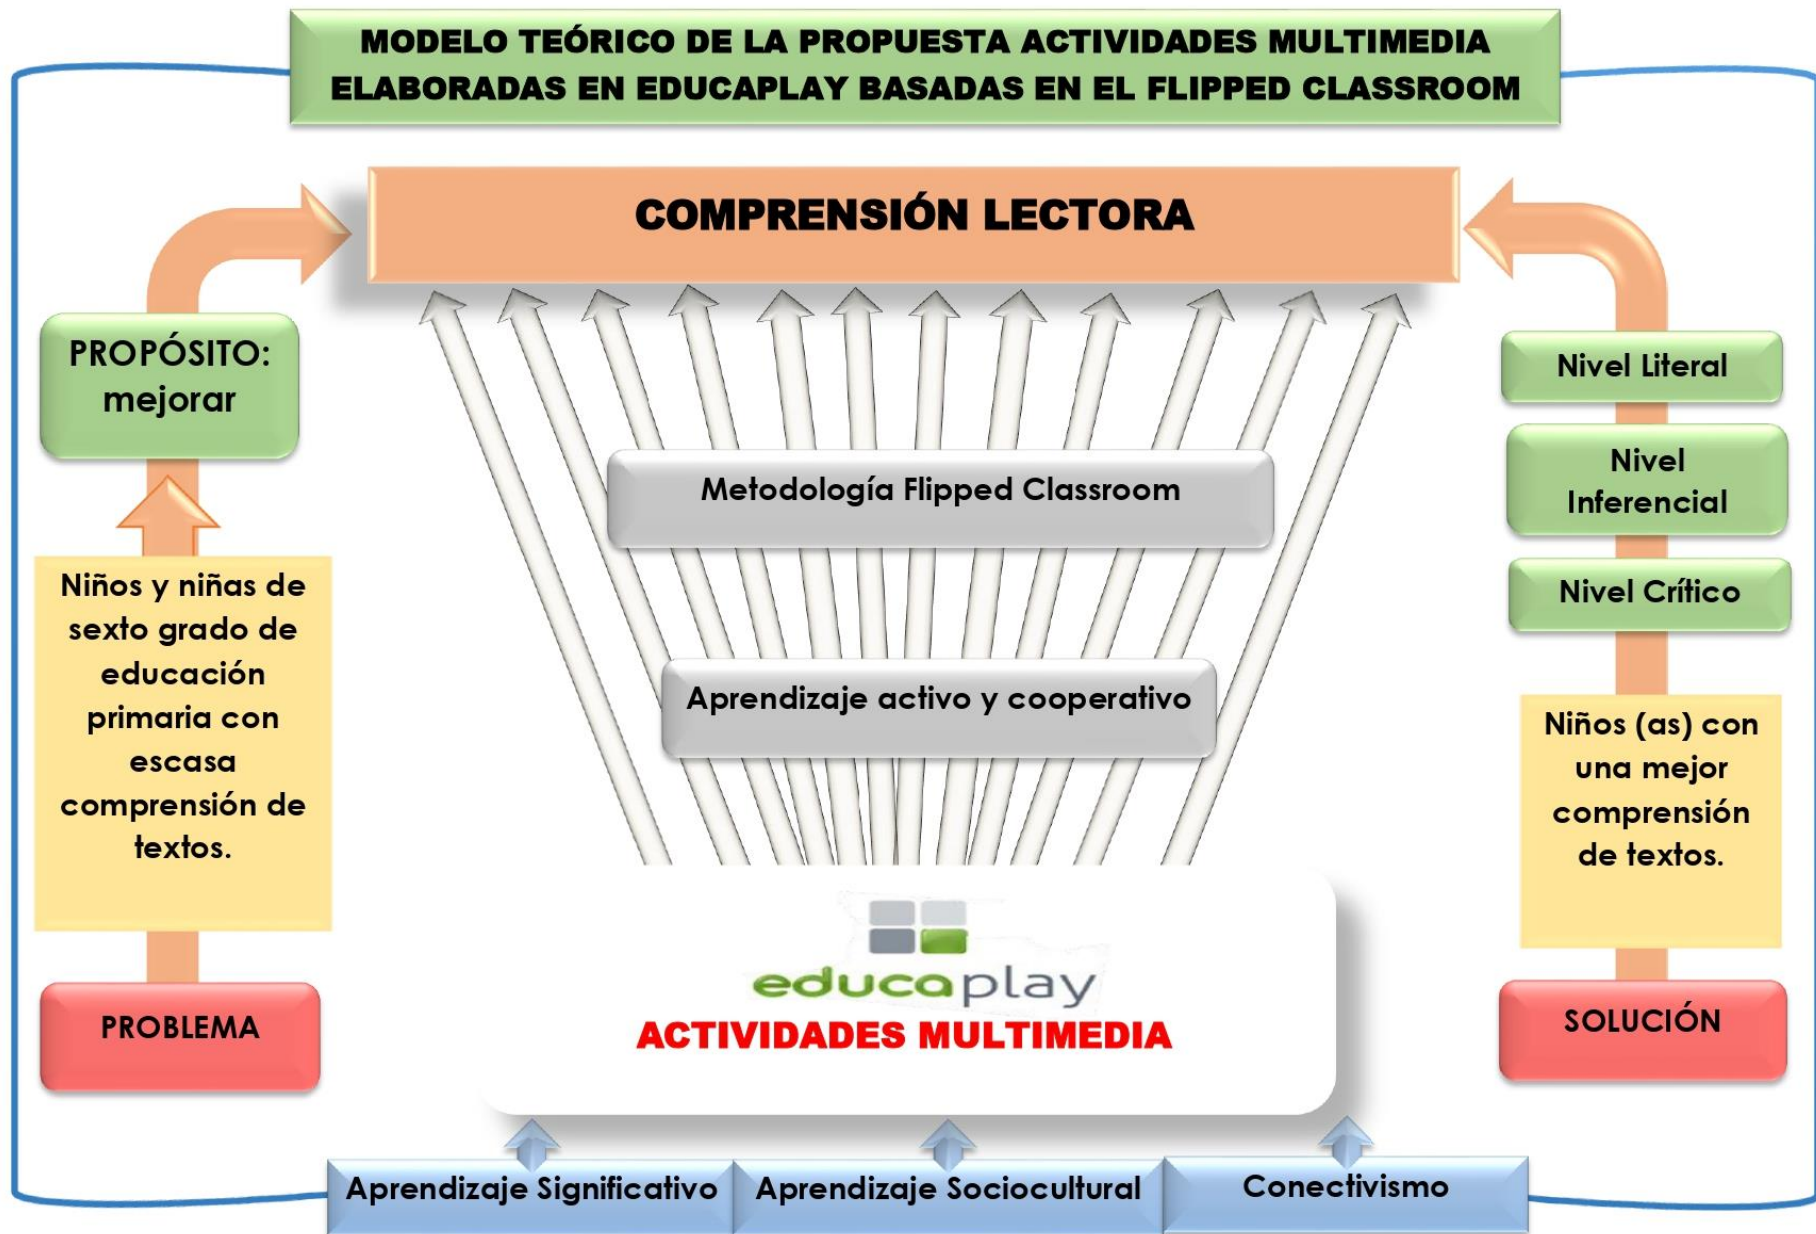 MODELO TEÓRICO DE LA PROPUESTA ACTIVIDADES MULTIMEDIA
ELABORADAS EN EDUCAPLAY BASADAS EN EL FLIPPED CLASSROOM
COMPRENSIÓN LECTORA
PROPÓSITO:
mejorar
Niños y niñas de
sexto grado de
educación
primaria con
escasa
comprensión de
textos.
PROBLEMA
Metodología Flipped Classroom
Aprendizaje activo y cooperativo
educaplay
ACTIVIDADES MULTIMEDIA
Nivel Literal
Nivel
Inferencial
Nivel Crítico
Niños (as) con
una mejor
comprensión
de textos.
SOLUCIÓN
Aprendizaje Significativo
Aprendizaje Sociocultural
Conectivismo